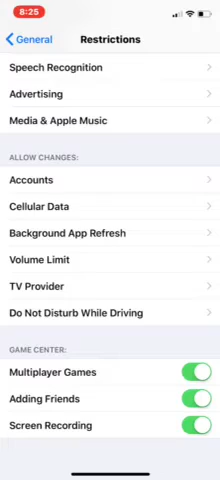 8:25
General
Restrictions
Speech Recognition
Advertising
Media & Apple Music
ALLOW CHANGES:
Accounts
Cellular Data
Background App Refresh
Volume Limit
TV Provider
Do Not Disturb While Driving
GAME CENTER:
Multiplayer Games
Adding Friends
Screen Recording